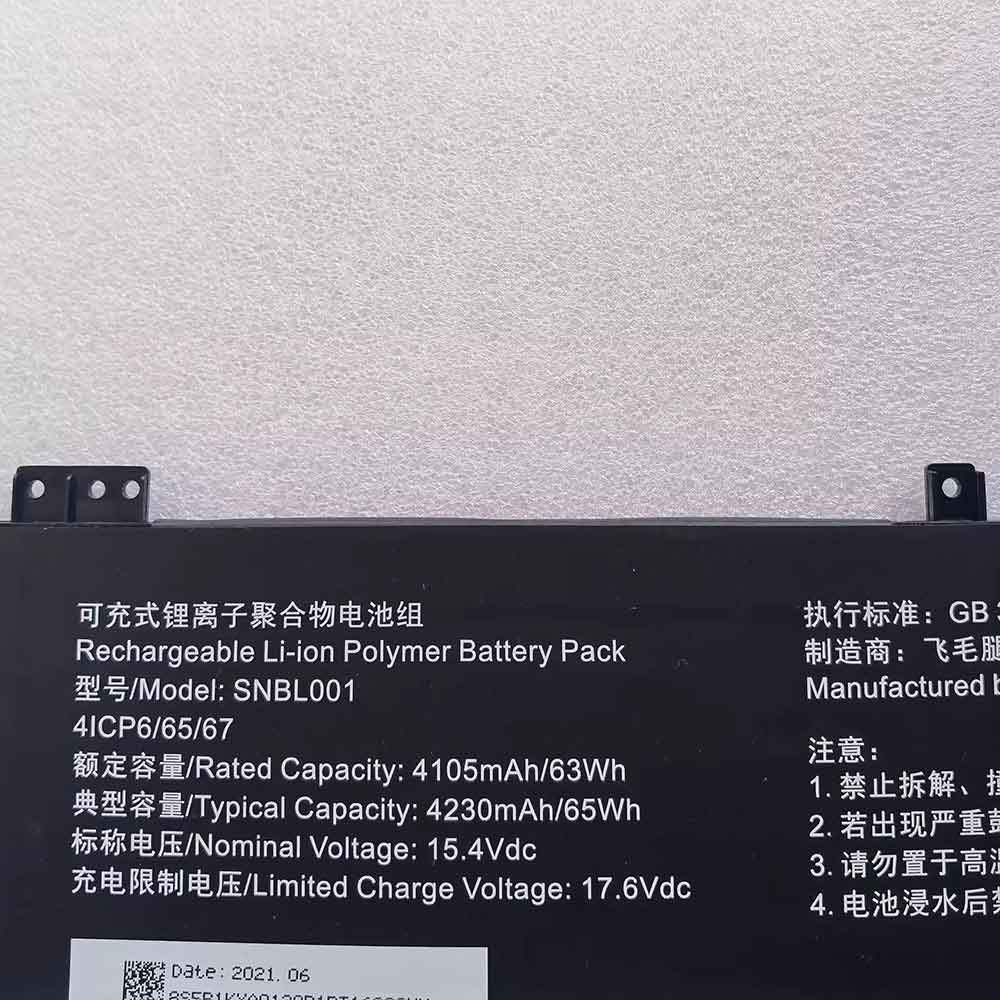 可充式锂离子聚合物电池组
Rechargeable Li-ion Polymer Battery Pack
型号/Model: SNBL001
4ICP6/65/67
额定容量/Rated Capacity: 4105mAh/63Wh
典型容量/Typical Capacity: 4230mAh/65Wh
标称电压/Nominal Voltage: 15.4Vdc
充电限制电压/Limited Charge Voltage: 17.6Vdc
执行标准：GB
制造商：飞毛腿
Manufactured
注意：
1. 禁止拆解、
2. 若出现严重
3. 请勿置于高温
4. 电池浸水后
Date: 2021.06